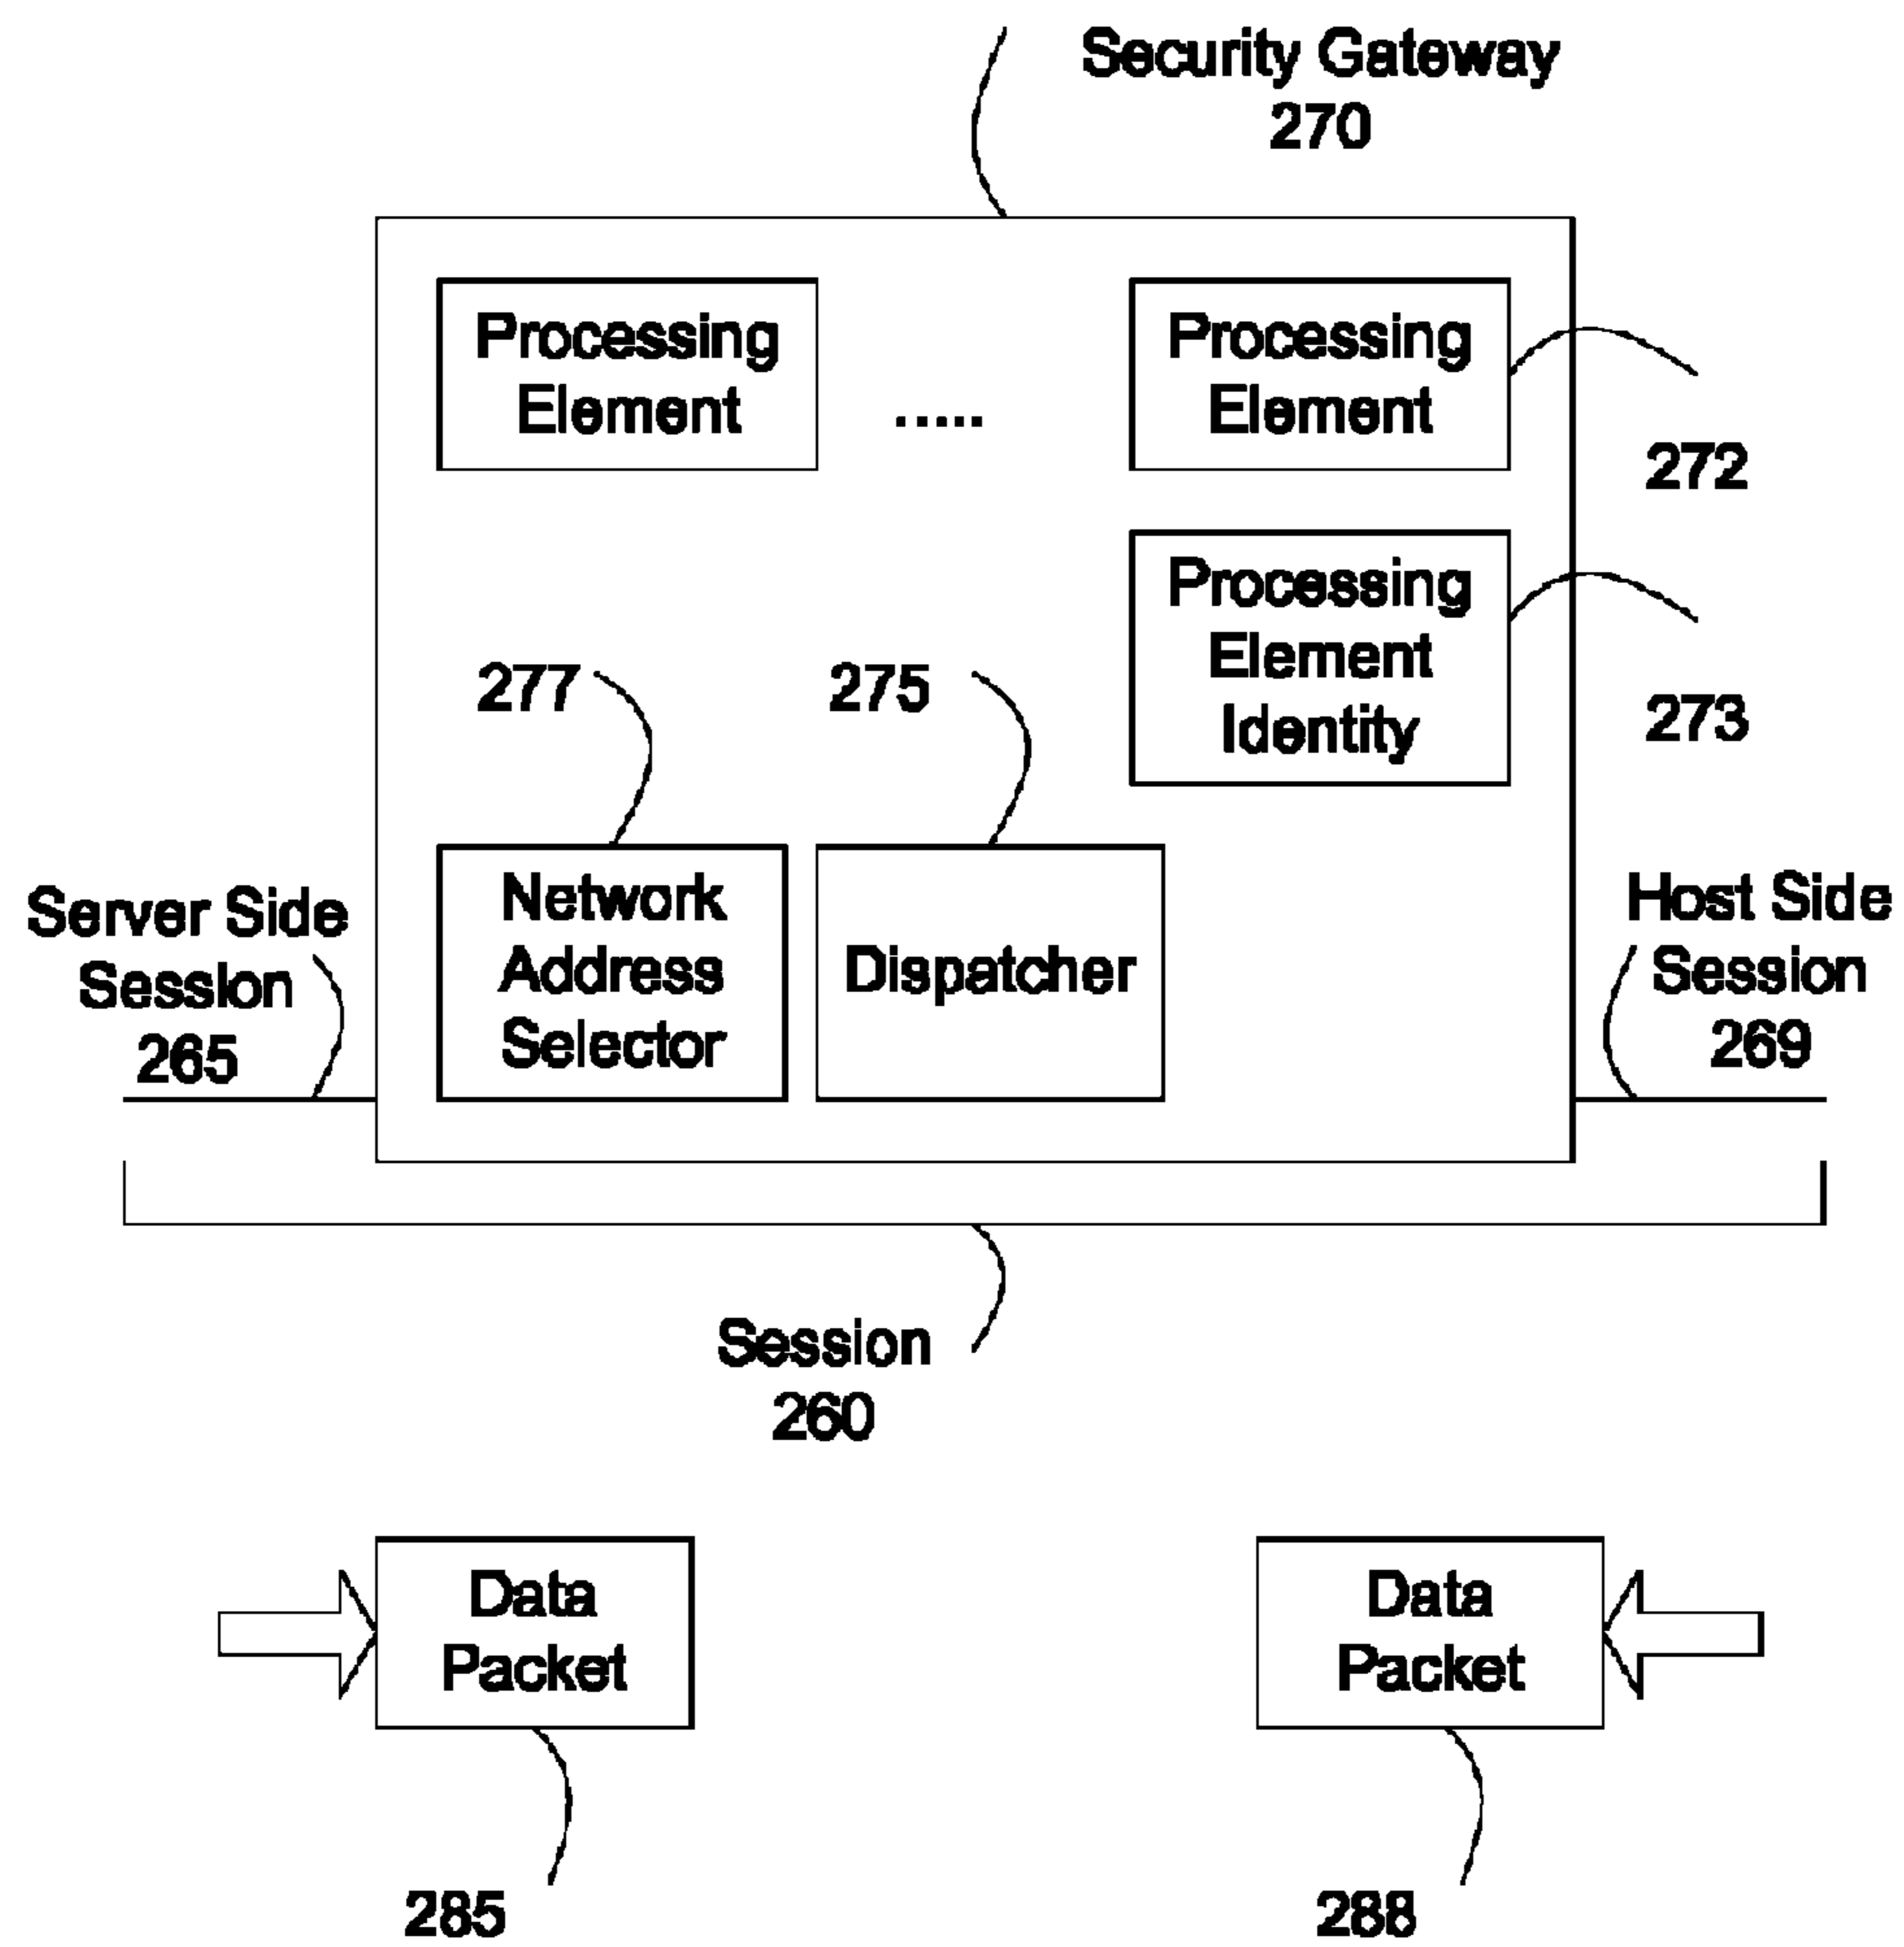 Security Gateway
270
Processing
Element
.....
Processing
Element
272
Processing
Element
Identity
273
277
275
Network
Address
Selector
Dispatcher
Server Side
Session
265
Host Side
Session
269
Session
260
Data
Packet
Data
Packet
285
288